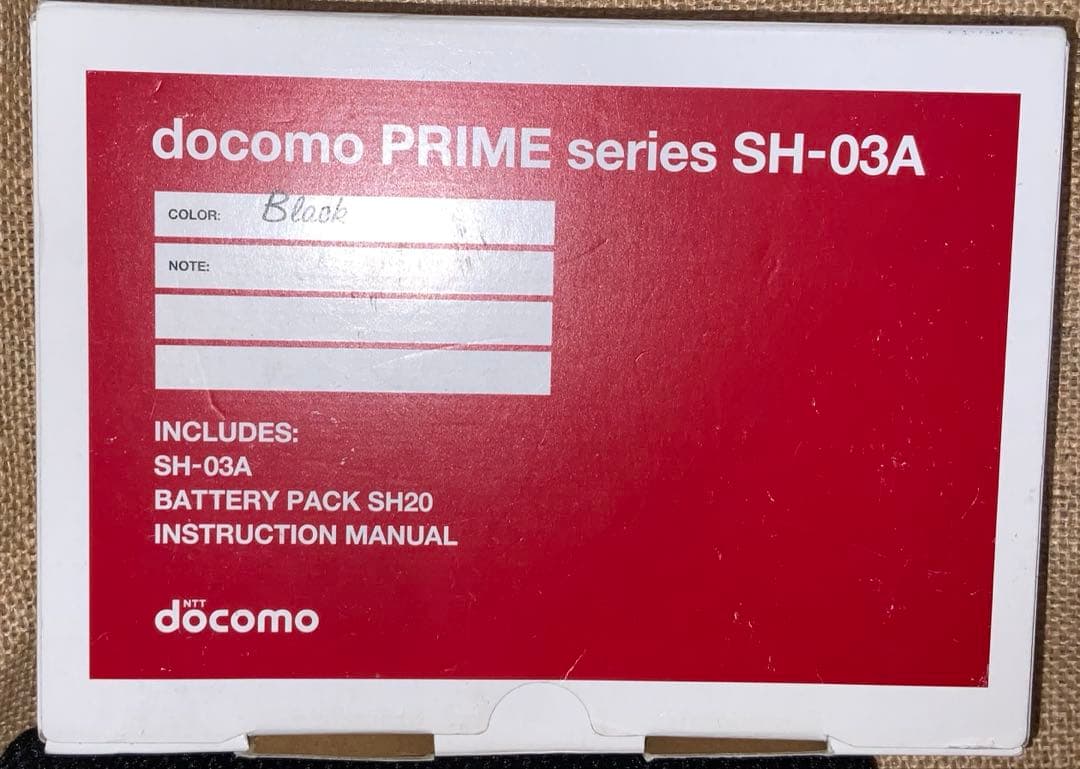 docomo PRIME series SH-03A
COLOR: Black
NOTE:
INCLUDES:
SH-03A
BATTERY PACK SH20
INSTRUCTION MANUAL
NTT
docomo